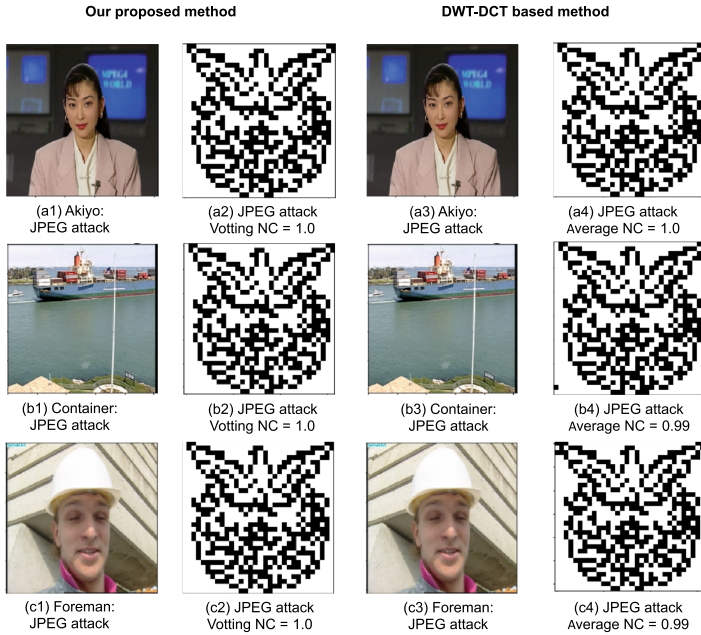 Our proposed method
DWT-DCT based method
MPEG4
WORLD
MPEG4
WORLD
(a1) Akiyo:
JPEG attack
(a2) JPEG attack
Votting NC = 1.0
(a3) Akiyo:
JPEG attack
(a4) JPEG attack
Average NC = 1.0
(b1) Container:
JPEG attack
(b2) JPEG attack
Votting NC = 1.0
(b3) Container:
JPEG attack
(b4) JPEG attack
Average NC = 0.99
(c1) Foreman:
JPEG attack
(c2) JPEG attack
Votting NC = 1.0
(c3) Foreman:
JPEG attack
(c4) JPEG attack
Average NC = 0.99